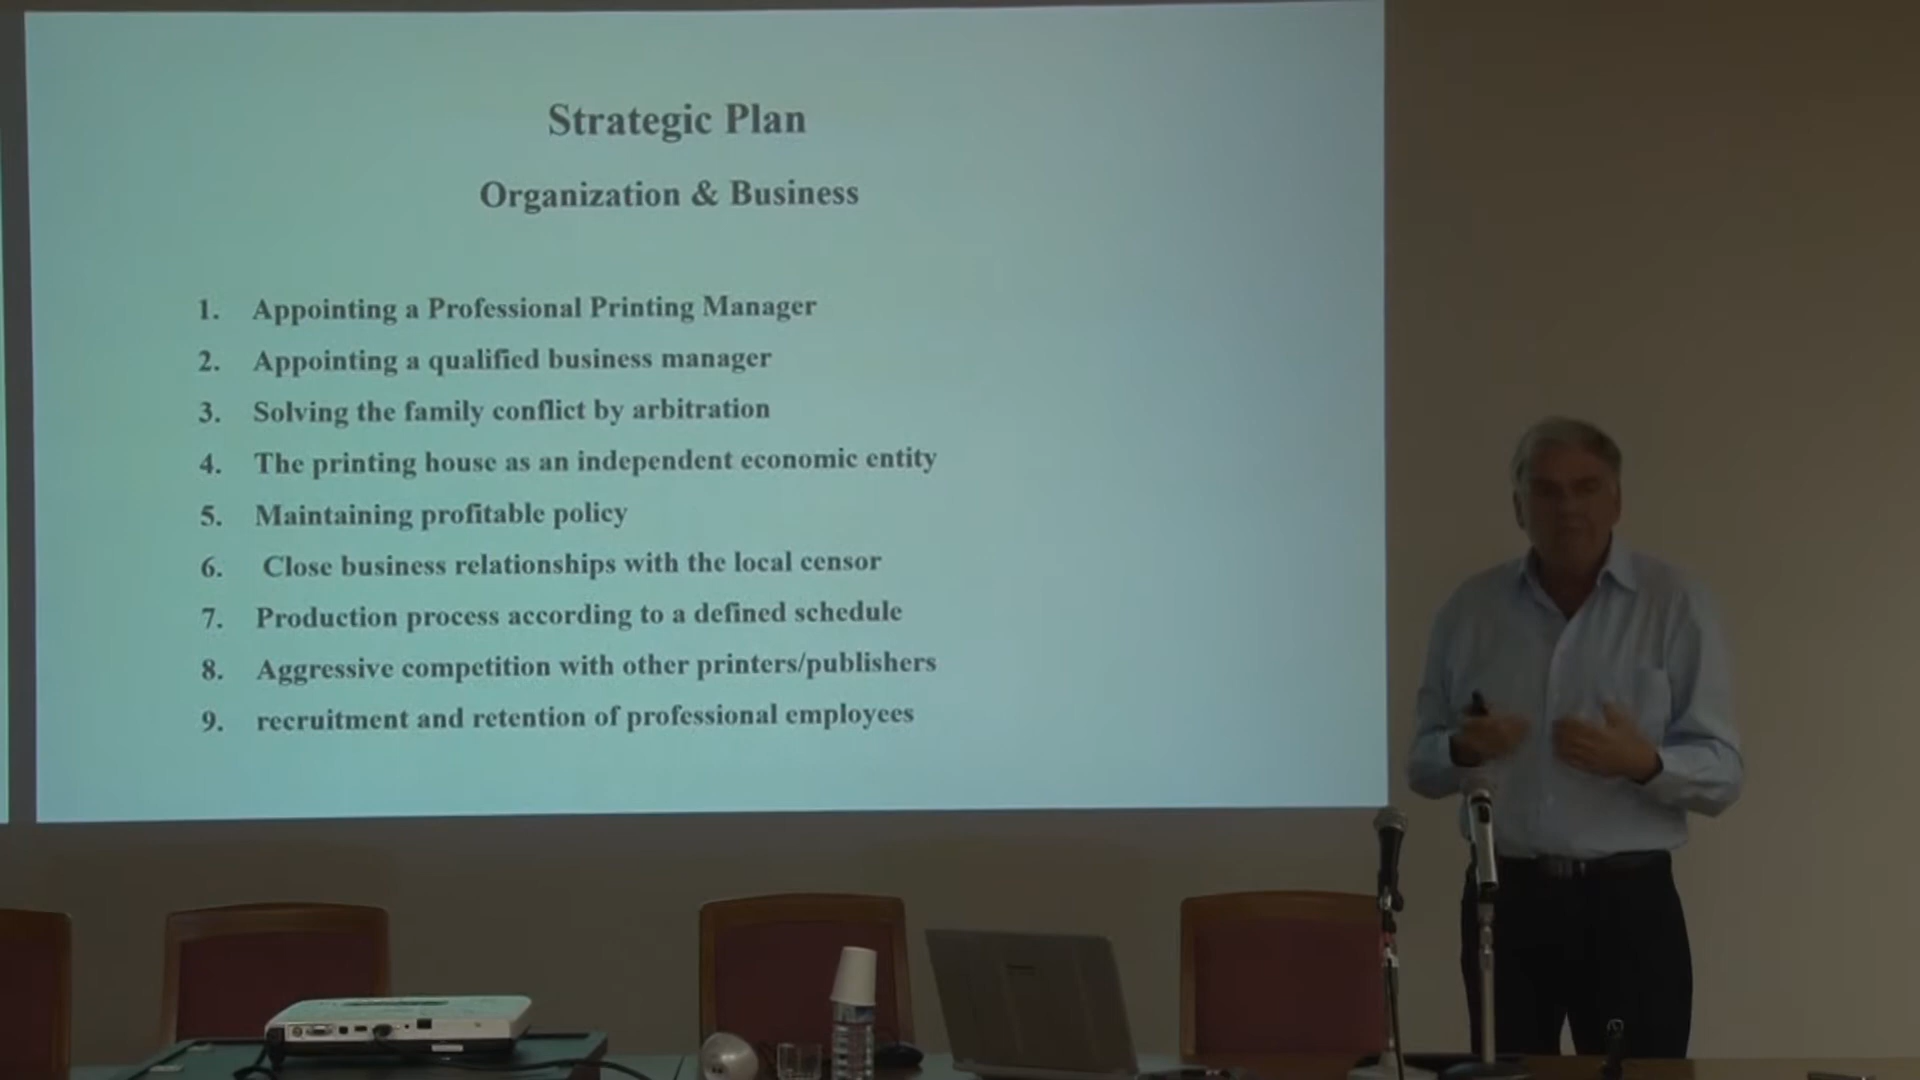 Strategic Plan
Organization & Business
1. Appointing a Professional Printing Manager
2. Appointing a qualified business manager
3. Solving the family conflict by arbitration
4. The printing house as an independent economic entity
5. Maintaining profitable policy
6. Close business relationships with the local censor
7. Production process according to a defined schedule
8. Aggressive competition with other printers/publishers
9. recruitment and retention of professional employees